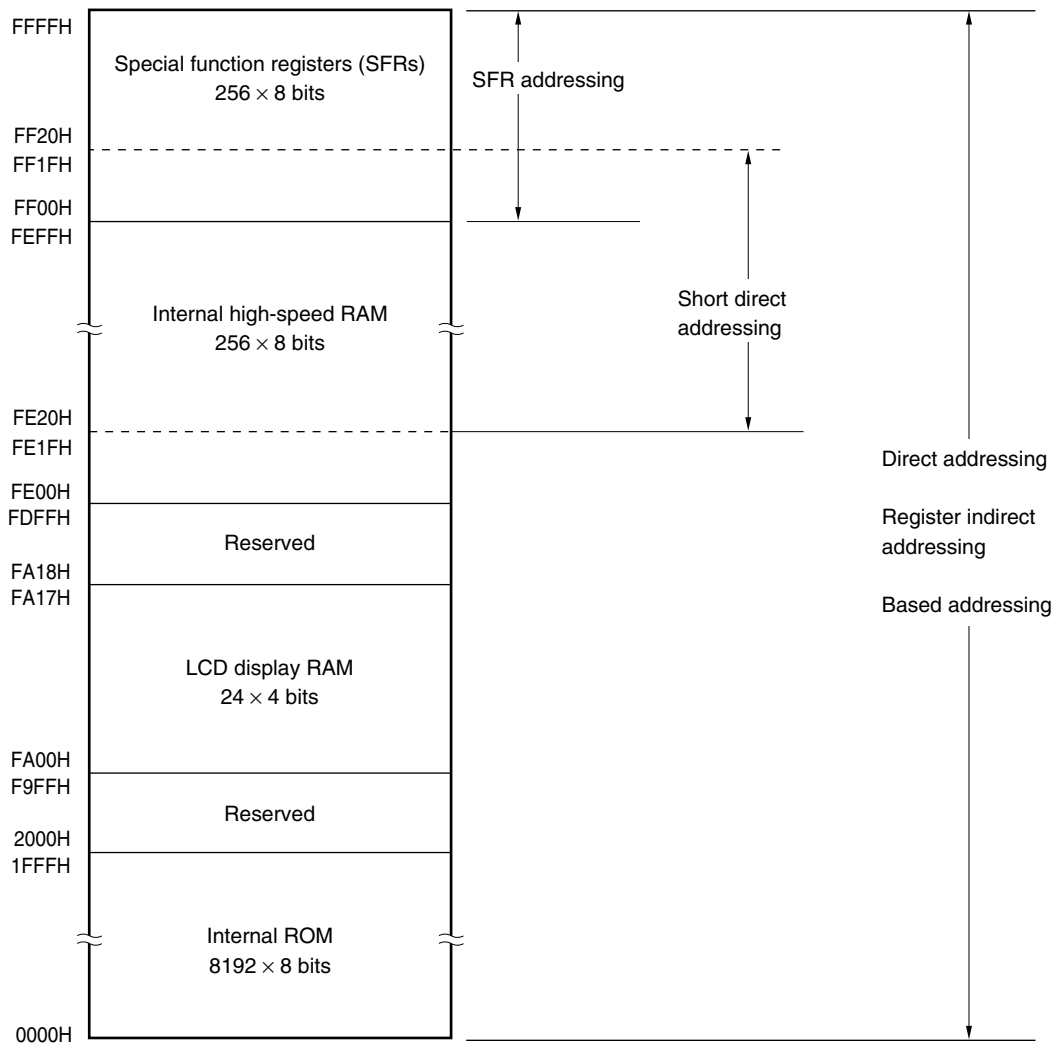 FFFFH
Special function registers (SFRs)
256 × 8 bits
SFR addressing
FF20H
FF1FH
FF00H
FEFFH
Internal high-speed RAM
256 × 8 bits
Short direct
addressing
FE20H
FE1FH
Direct addressing
Register indirect
addressing
Based addressing
FE00H
FDFFH
Reserved
FA18H
FA17H
LCD display RAM
24 × 4 bits
FA00H
F9FFH
Reserved
2000H
1FFFH
Internal ROM
8192 × 8 bits
0000H